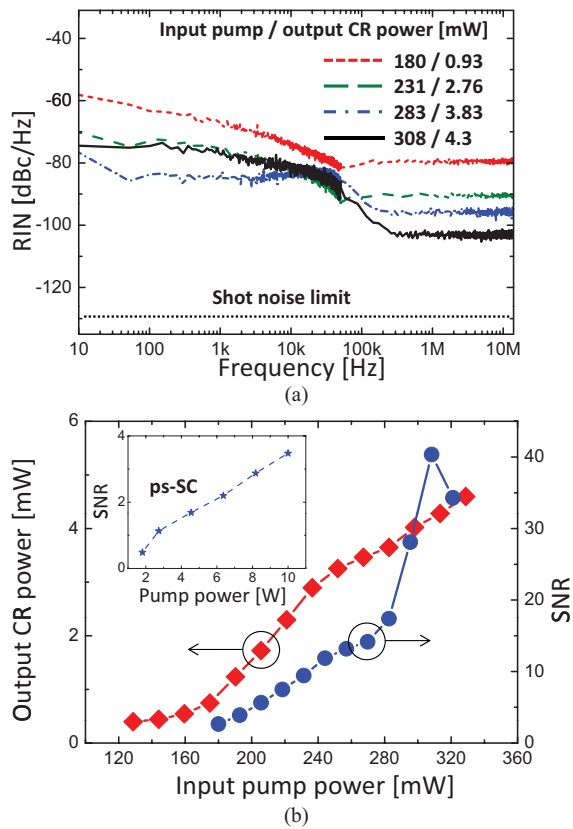 Input pump / output CR power [mW]
180 / 0.93
231 / 2.76
283 / 3.83
308 / 4.3
RIN [dBc/Hz]
-40
-60
-80
-100
-120
Shot noise limit
10 100 1k 10k 100k 1M 10M
Frequency [Hz]
(a)
Output CR power [mW]
6
4
2
0
SNR
4
2
0
ps-SC
2 4 6 8 10
Pump power [W]
40
30
20
10
0
SNR
120 160 200 240 280 320 360
Input pump power [mW]
(b)